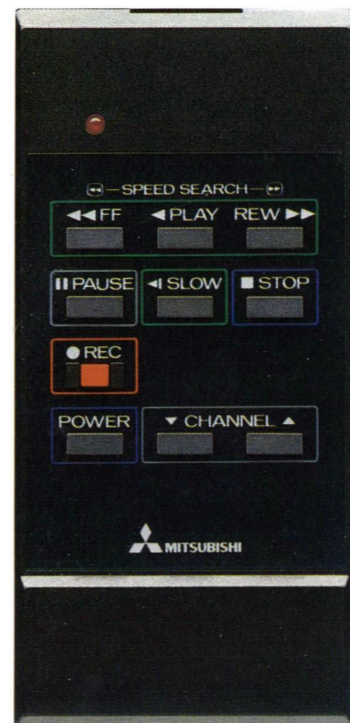 SPEED SEARCH
◀◀ FF ◀ PLAY REW ▶▶
PAUSE SLOW STOP
REC
POWER CHANNEL
MITSUBISHI